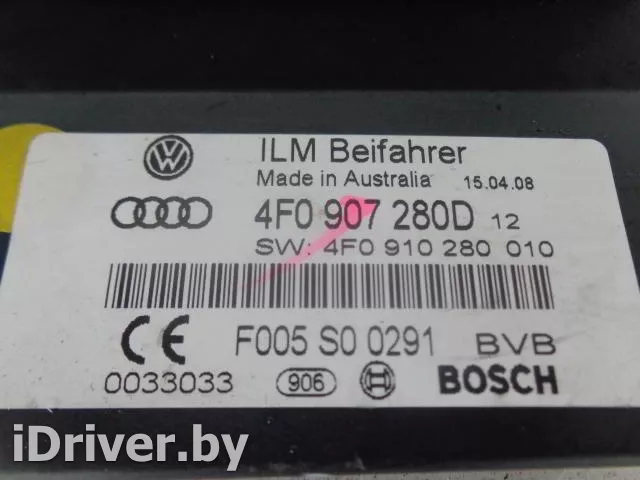 ILM Beifahrer
Made in Australia 15.04.08
4F0 907 280D 12
SW: 4F0 910 280 010
F005 S0 0291 BVB
0033033 906 BOSCH
iDriver.by